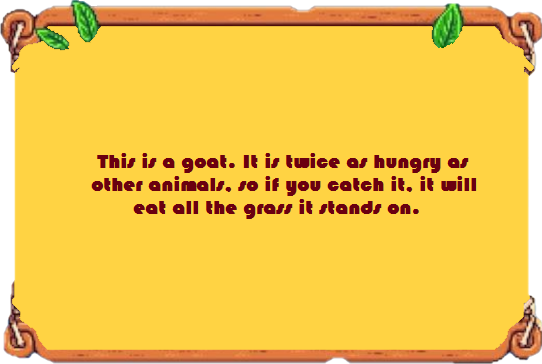 This is a goat. It is twice as hungry as
other animals, so if you catch it, it will
eat all the grass it stands on.